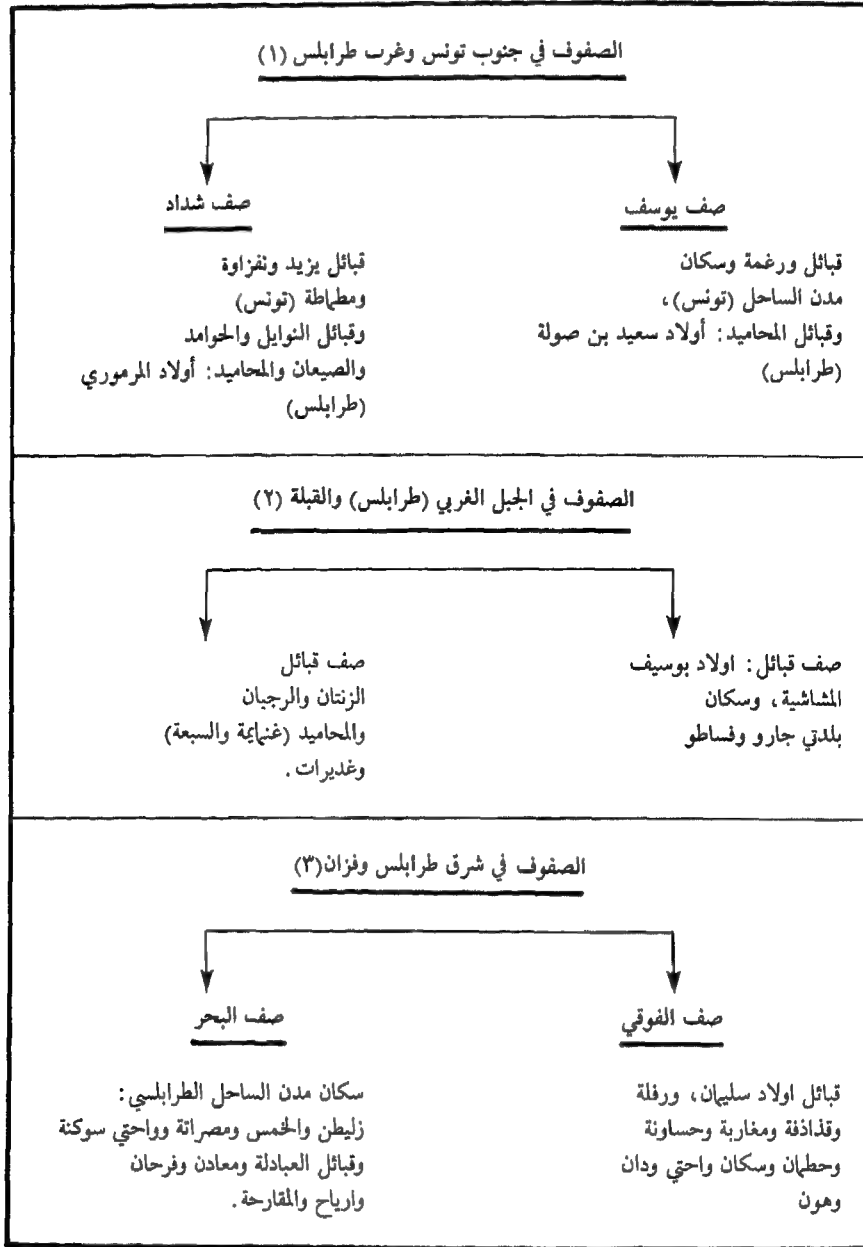 الصفوف في جنوب تونس وغرب طرابلس (١)
صف يوسف
قبائل ورغمة وسكان
مدن الساحل (تونس)،
وقبائل المحاميد: أولاد سعيد بن صولة
(طرابلس)
صف شداد
قبائل يزيد ونفزاوة
ومطماطة (تونس)
وقبائل النوايل والحوامد
والصيعان والمحاميد: أولاد المرموري
(طرابلس)
الصفوف في الجبل الغربي (طرابلس) والقبلة (٢)
صف قبائل: اولاد بوسيف
المشاشية، وسكان
بلدتي جارو وفساطو
صف قبائل
الزنتان والرجبان
والمحاميد (غنايمة والسبعة)
وغديرات.
الصفوف في شرق طرابلس وفزان(٣)
صف الفوقي
قبائل اولاد سليمان، ورفلة
وقذاذفة ومغاربة وحساونة
وحطمان وسكان واحتي ودان
وهون
صف البحر
سكان مدن الساحل الطرابلسي:
زليطن والخمس ومصراتة وواحتي سوكنة
وقبائل العبادلة ومعادن وفرحان
وارياح والمقارحة.